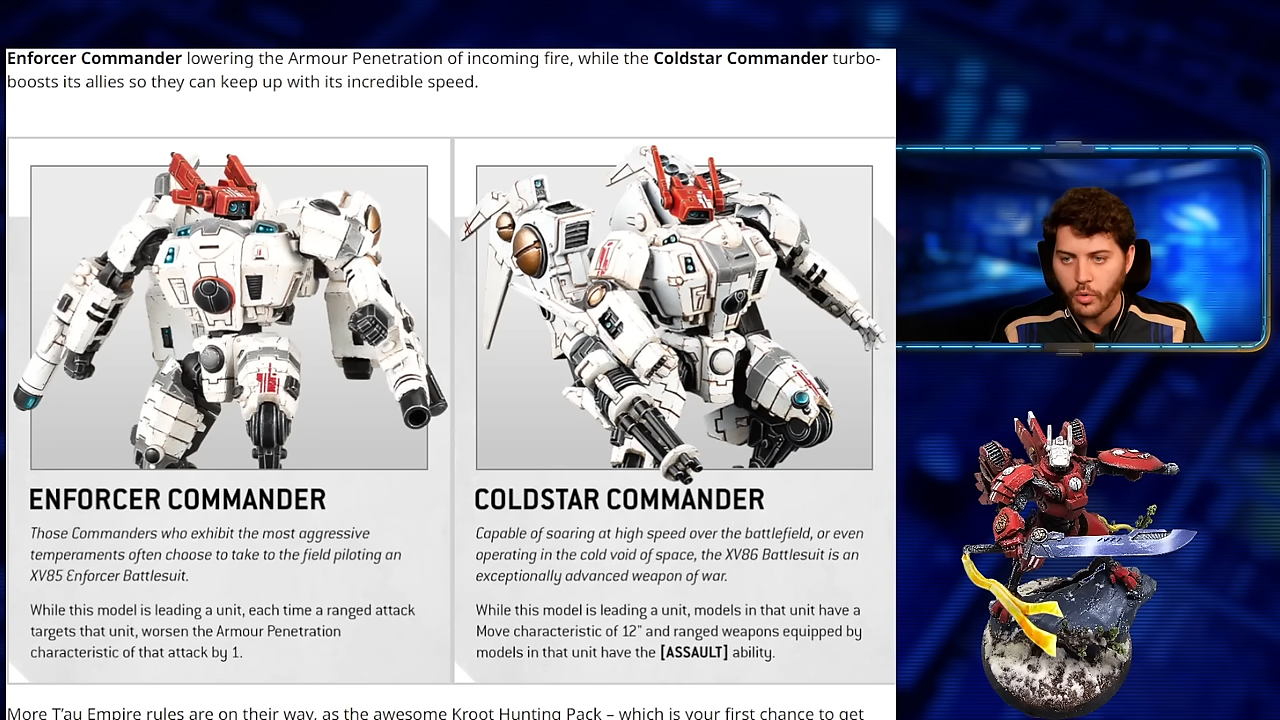 Enforcer Commander lowering the Armour Penetration of incoming fire, while the Coldstar Commander turbo-
boosts its allies so they can keep up with its incredible speed.
ENFORCER COMMANDER
Those Commanders who exhibit the most aggressive
temperaments often choose to take to the field piloting an
XV85 Enforcer Battlesuit.
While this model is leading a unit, each time a ranged attack
targets that unit, worsen the Armour Penetration
characteristic of that attack by 1.
COLDSTAR COMMANDER
Capable of soaring at high speed over the battlefield, or even
operating in the cold void of space, the XV86 Battlesuit is an
exceptionally advanced weapon of war.
While this model is leading a unit, models in that unit have a
Move characteristic of 12" and ranged weapons equipped by
models in that unit have the [ASSAULT] ability.
More T'au Empire rules are on their way, as the awesome Kroot Hunting Pack – which is your first chance to get